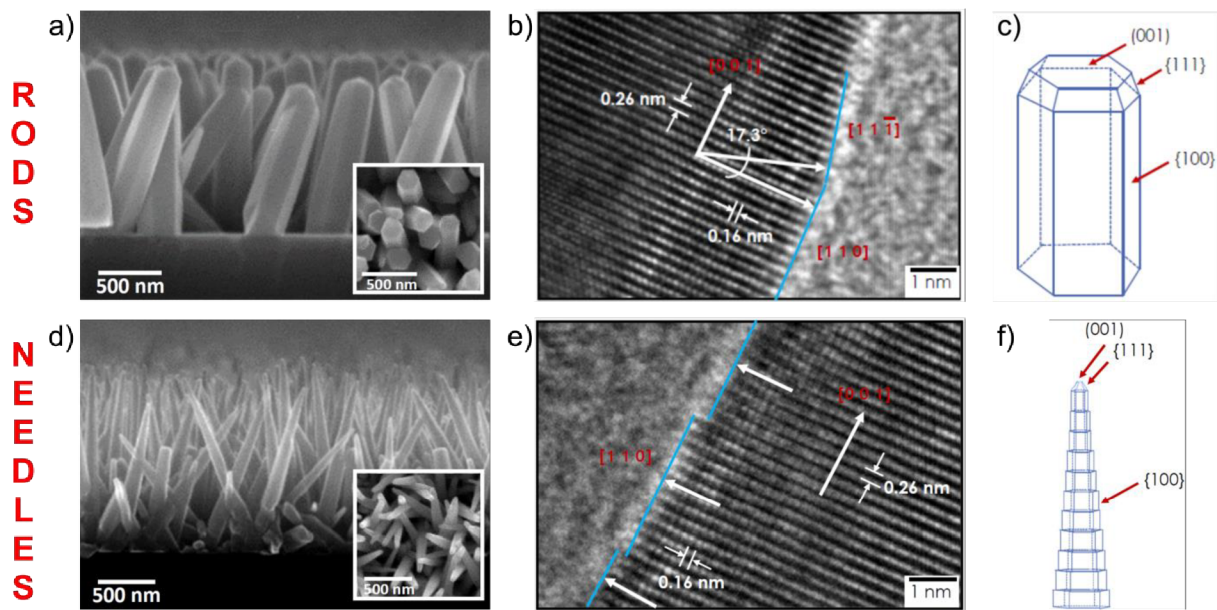 RODS
a)
500 nm
500 nm
b)
[0 0 1]
0.26 nm
17.3°
[1 1 1̅]
0.16 nm
[1 1 0]
1 nm
c)
(001)
{111}
{100}
NEEDLES
d)
500 nm
500 nm
e)
[0 0 1]
[1 1 0]
0.26 nm
0.16 nm
1 nm
f)
(001)
{111}
{100}